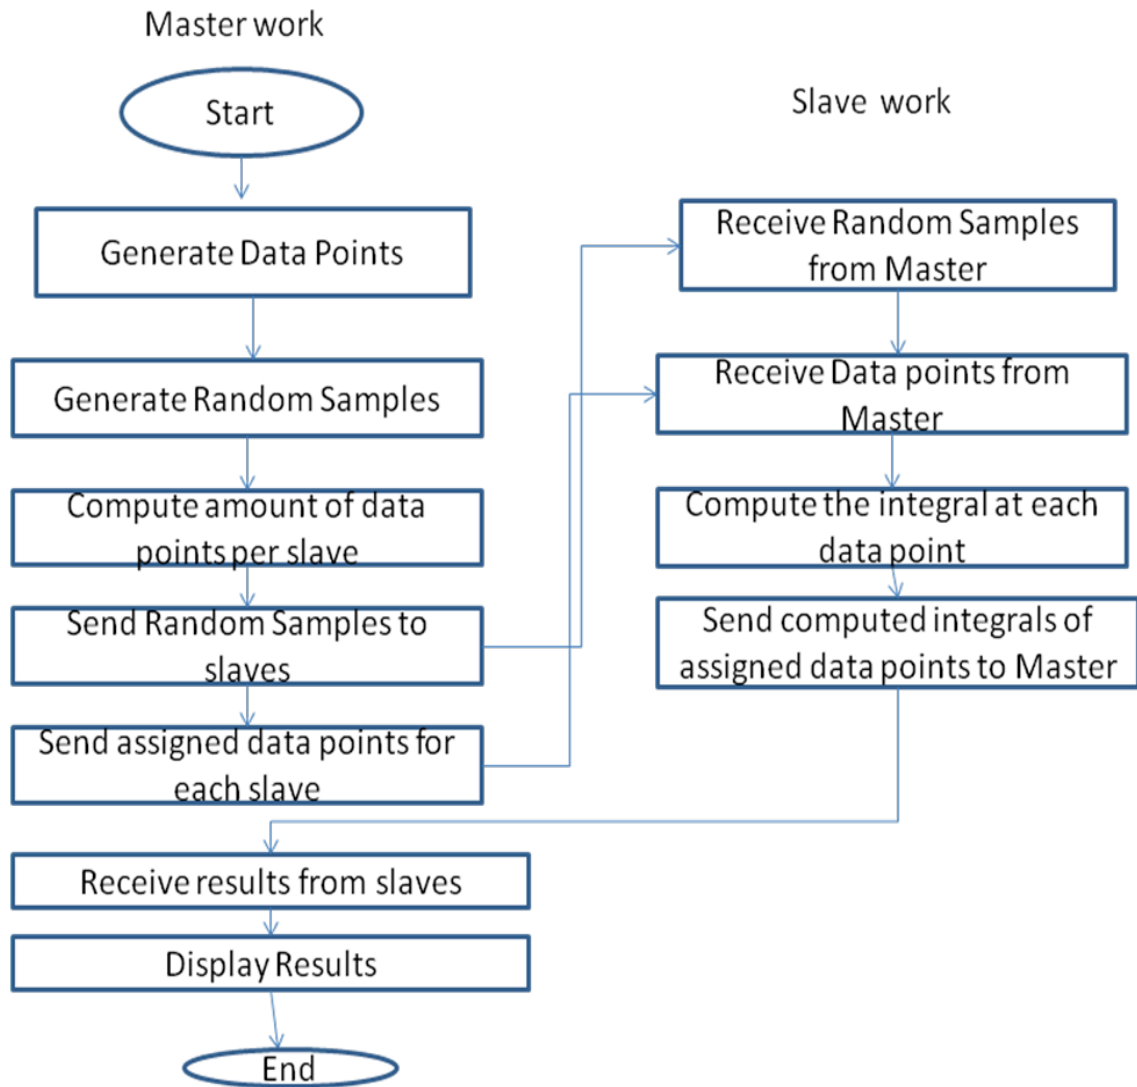 Master work
Start
Generate Data Points
Generate Random Samples
Compute amount of data
points per slave
Send Random Samples to
slaves
Send assigned data points for
each slave
Receive results from slaves
Display Results
End
Slave work
Receive Random Samples
from Master
Receive Data points from
Master
Compute the integral at each
data point
Send computed integrals of
assigned data points to Master